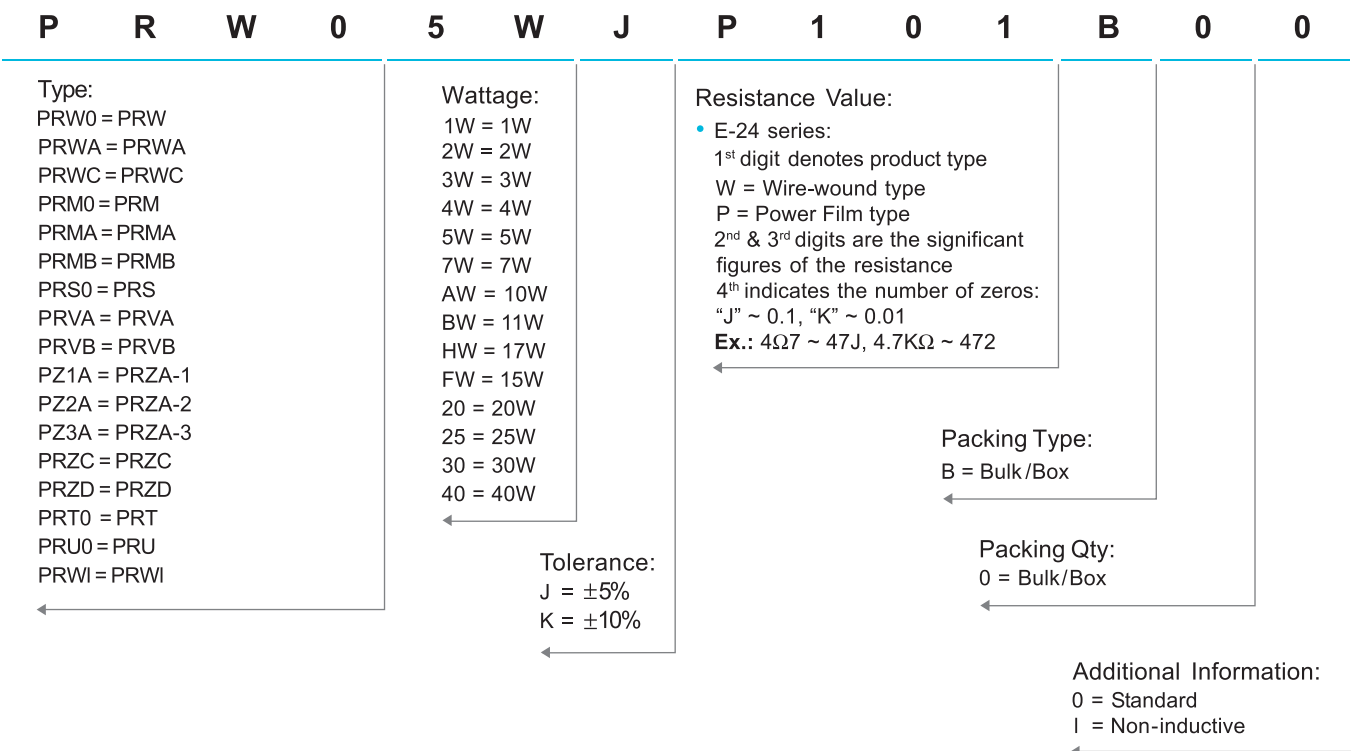 P R W 0 5 W J P 1 0 1 B 0 0
Type:
PRW0 = PRW
PRWA = PRWA
PRWC = PRWC
PRM0 = PRM
PRMA = PRMA
PRMB = PRMB
PRS0 = PRS
PRVA = PRVA
PRVB = PRVB
PZ1A = PRZA-1
PZ2A = PRZA-2
PZ3A = PRZA-3
PRZC = PRZC
PRZD = PRZD
PRT0 = PRT
PRU0 = PRU
PRWI = PRWI
Wattage:
1W = 1W
2W = 2W
3W = 3W
4W = 4W
5W = 5W
7W = 7W
AW = 10W
BW = 11W
HW = 17W
FW = 15W
20 = 20W
25 = 25W
30 = 30W
40 = 40W
Tolerance:
J = ±5%
K = ±10%
Resistance Value:
• E-24 series:
1st digit denotes product type
W = Wire-wound type
P = Power Film type
2nd & 3rd digits are the significant
figures of the resistance
4th indicates the number of zeros:
“J” ~ 0.1, “K” ~ 0.01
Ex.: 4Ω7 ~ 47J, 4.7KΩ ~ 472
Packing Type:
B = Bulk/Box
Packing Qty:
0 = Bulk/Box
Additional Information:
0 = Standard
I = Non-inductive